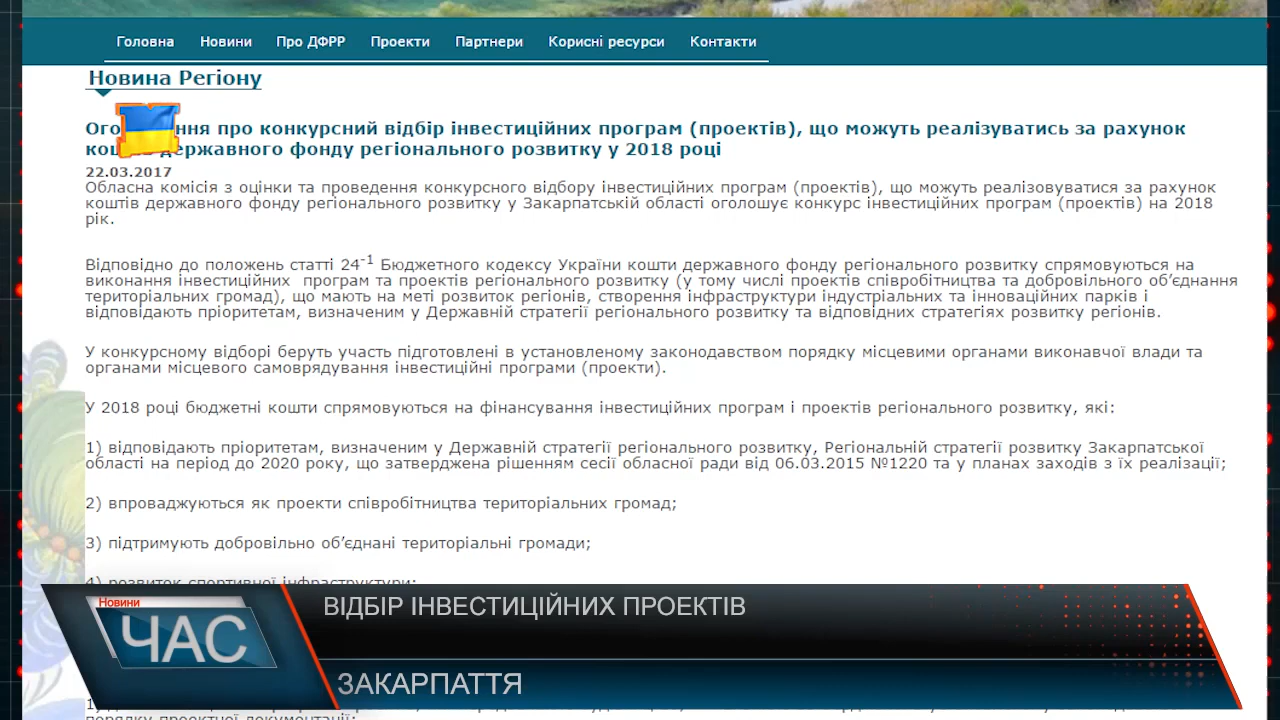 Головна Новини Про ДФРР Проекти Партнери Корисні ресурси Контакти
Новина Регіону
про конкурсний відбір інвестиційних програм (проектів), що можуть реалізуватись за рахунок
державного фонду регіонального розвитку у 2018 році
22.03.2017
Обласна комісія з оцінки та проведення конкурсного відбору інвестиційних програм (проектів), що можуть реалізовуватися за рахунок
коштів державного фонду регіонального розвитку у Закарпатській області оголошує конкурс інвестиційних програм (проектів) на 2018
рік.
Відповідно до положень статті 24-1 Бюджетного кодексу України кошти державного фонду регіонального розвитку спрямовуються на
виконання інвестиційних програм та проектів регіонального розвитку (у тому числі проектів співробітництва та добровільного об’єднання
територіальних громад), що мають на меті розвиток регіонів, створення інфраструктури індустріальних та інноваційних парків і
відповідають пріоритетам, визначеним у Державній стратегії регіонального розвитку та відповідних стратегіях розвитку регіонів.
У конкурсному відборі беруть участь підготовлені в установленому законодавством порядку місцевими органами виконавчої влади та
органами місцевого самоврядування інвестиційні програми (проекти).
У 2018 році бюджетні кошти спрямовуються на фінансування інвестиційних програм і проектів регіонального розвитку, які:
1) відповідають пріоритетам, визначеним у Державній стратегії регіонального розвитку, Регіональній стратегії розвитку Закарпатської
області на період до 2020 року, що затверджена рішенням сесії обласної ради від 06.03.2015 №1220 та у планах заходів з їх реалізації;
2) впроваджуються як проекти співробітництва територіальних громад;
3) підтримують добровільно об’єднані територіальні громади;
4) розвиток спортивної інфраструктури;
Новини
ЧАС
ВІДБІР ІНВЕСТИЦІЙНИХ ПРОЕКТІВ
ЗАКАРПАТТЯ
порядку проектної документації;